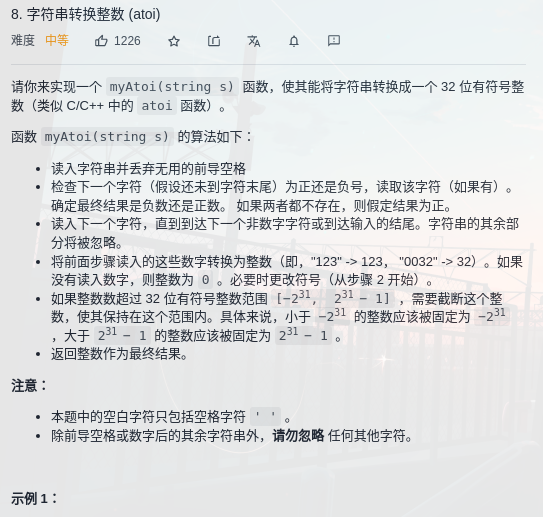 8. 字符串转换整数 (atoi)
难度 中等 1226
请你来实现一个 myAtoi(string s) 函数，使其能将字符串转换成一个 32 位有符号整
数（类似 C/C++ 中的 atoi 函数）。
函数 myAtoi(string s) 的算法如下：
• 读入字符串并丢弃无用的前导空格
• 检查下一个字符（假设还未到字符末尾）为正还是负号，读取该字符（如果有）。
确定最终结果是负数还是正数。 如果两者都不存在，则假定结果为正。
• 读入下一个字符，直到到达下一个非数字字符或到达输入的结尾。字符串的其余部
分将被忽略。
• 将前面步骤读入的这些数字转换为整数（即，"123" -> 123， "0032" -> 32）。如果
没有读入数字，则整数为 0 。必要时更改符号（从步骤 2 开始）。
• 如果整数数超过 32 位有符号整数范围 [−2³¹, 2³¹ − 1] ，需要截断这个整
数，使其保持在这个范围内。具体来说，小于 −2³¹ 的整数应该被固定为 −2³¹
，大于 2³¹ − 1 的整数应该被固定为 2³¹ − 1 。
• 返回整数作为最终结果。
注意：
• 本题中的空白字符只包括空格字符 ' ' 。
• 除前导空格或数字后的其余字符串外，请勿忽略 任何其他字符。
示例 1：